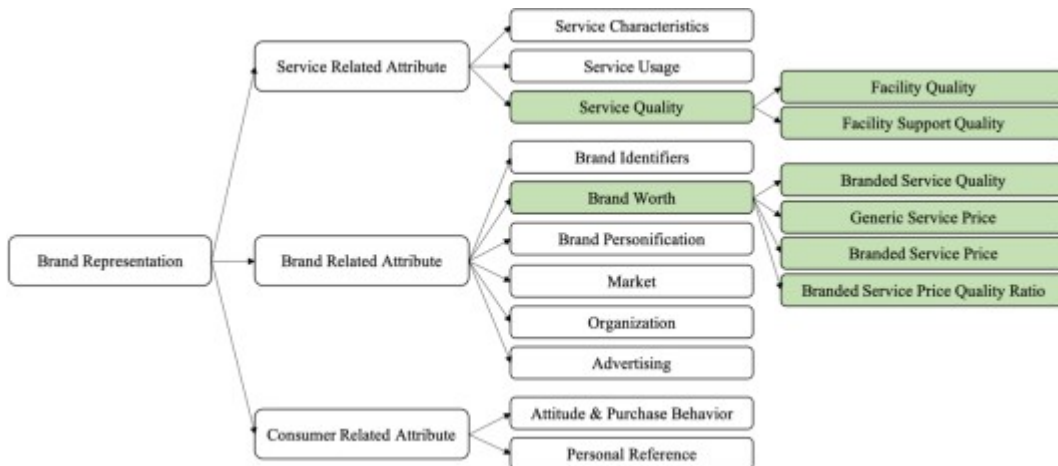 Service Characteristics
Service Related Attribute
Service Usage
Service Quality
Facility Quality
Facility Support Quality
Brand Identifiers
Brand Worth
Branded Service Quality
Generic Service Price
Branded Service Price
Branded Service Price Quality Ratio
Brand Representation
Brand Related Attribute
Brand Personification
Market
Organization
Advertising
Consumer Related Attribute
Attitude & Purchase Behavior
Personal Reference